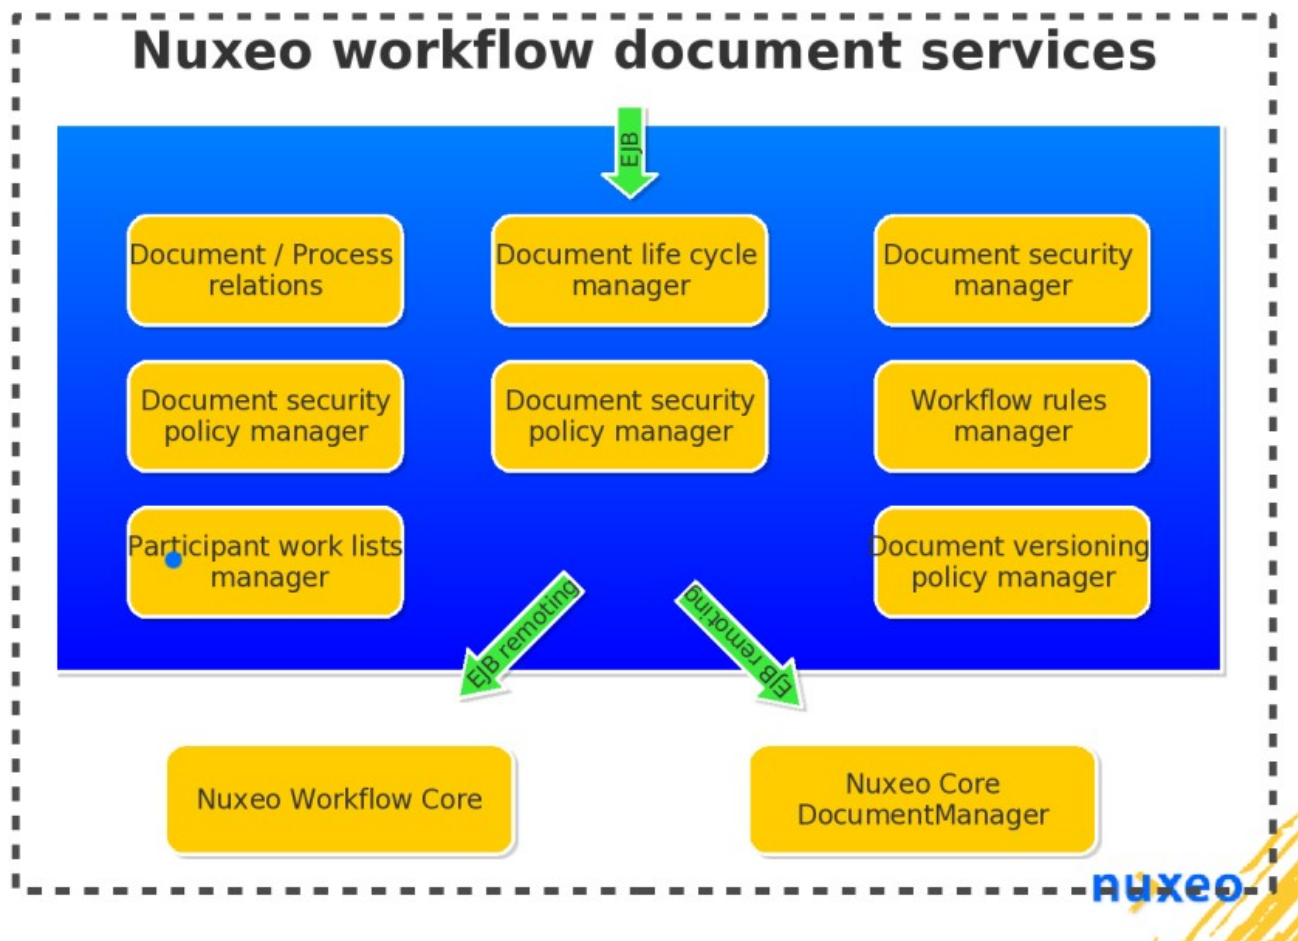 Nuxeo workflow document services
EJB
Document / Process
relations
Document life cycle
manager
Document security
manager
Document security
policy manager
Document security
policy manager
Workflow rules
manager
Participant work lists
manager
Document versioning
policy manager
EJB remoting
EJB remoting
Nuxeo Workflow Core
Nuxeo Core
DocumentManager
nuxeo